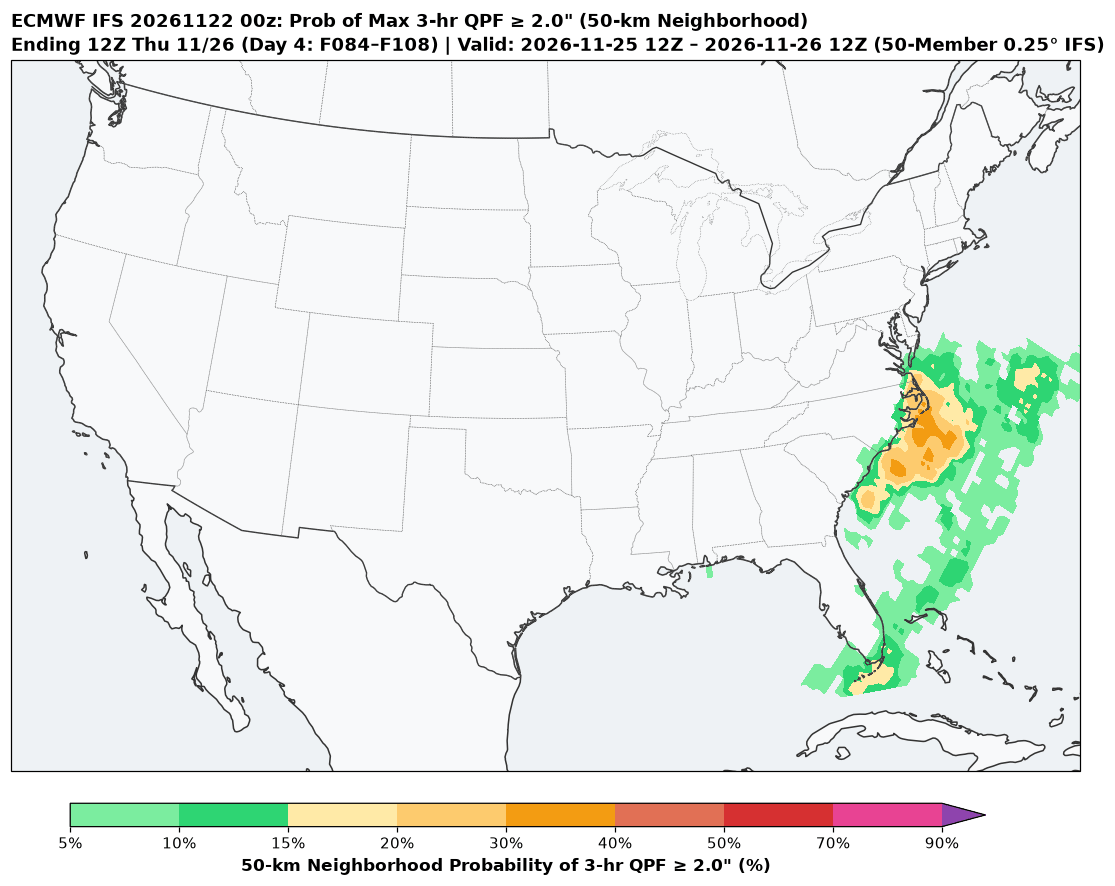 ECMWF IFS 20261122 00z: Prob of Max 3-hr QPF ≥ 2.0" (50-km Neighborhood)
Ending 12Z Thu 11/26 (Day 4: F084–F108) | Valid: 2026-11-25 12Z – 2026-11-26 12Z (50-Member 0.25° IFS)
5% 10% 15% 20% 30% 40% 50% 70% 90%
50-km Neighborhood Probability of 3-hr QPF ≥ 2.0" (%)